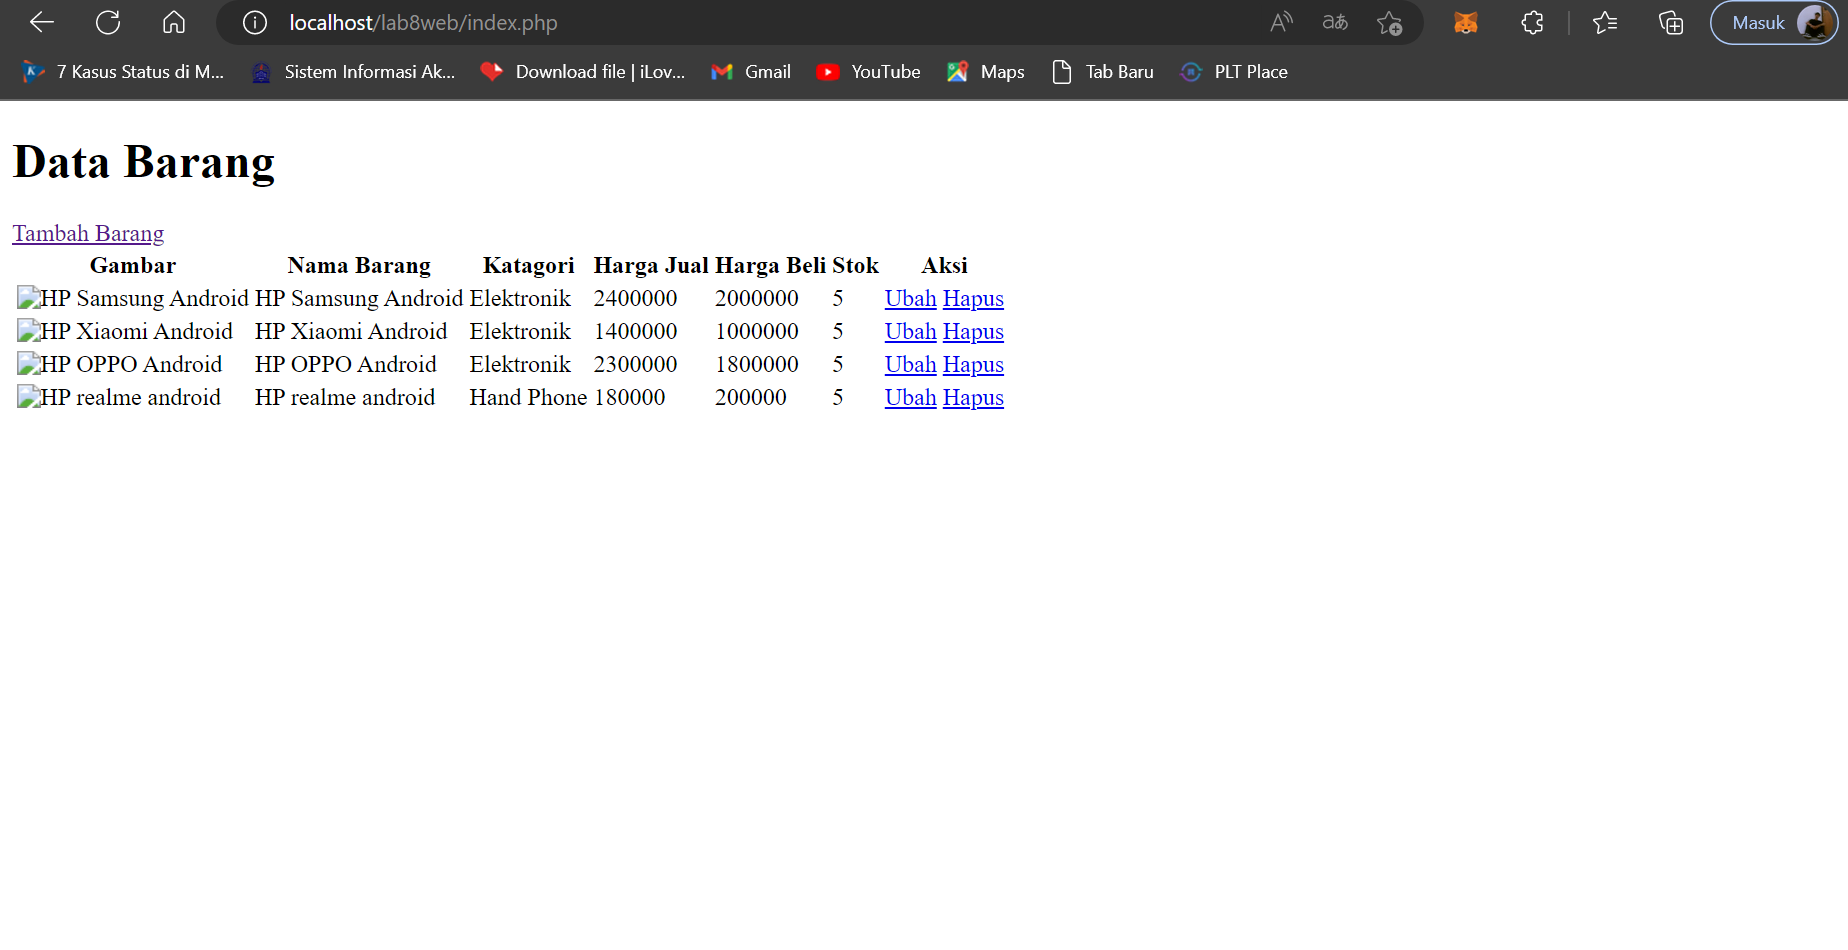 localhost/lab8web/index.php
Masuk
7 Kasus Status di M... Sistem Informasi Ak... Download file | iLov... Gmail YouTube Maps Tab Baru PLT Place
Data Barang
Tambah Barang
Gambar Nama Barang Katagori Harga Jual Harga Beli Stok Aksi
HP Samsung Android HP Samsung Android Elektronik 2400000 2000000 5 Ubah Hapus
HP Xiaomi Android HP Xiaomi Android Elektronik 1400000 1000000 5 Ubah Hapus
HP OPPO Android HP OPPO Android Elektronik 2300000 1800000 5 Ubah Hapus
HP realme android HP realme android Hand Phone 180000 200000 5 Ubah Hapus